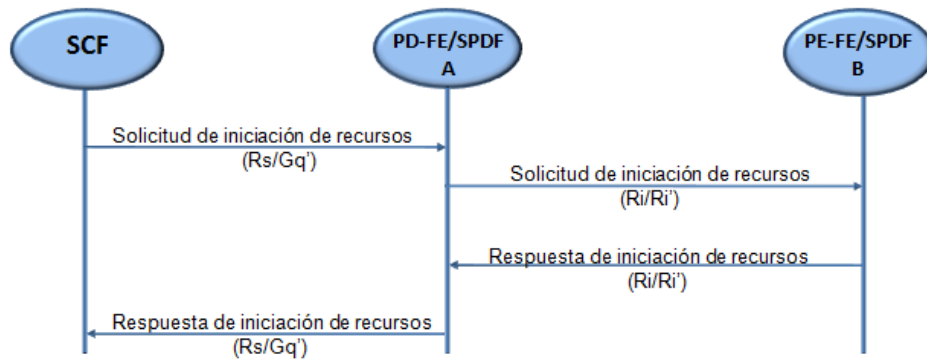 SCF
PD-FE/SPDF
A
PE-FE/SPDF
B
Solicitud de iniciación de recursos
(Rs/Gq’)
Solicitud de iniciación de recursos
(Ri/Ri’)
Respuesta de iniciación de recursos
(Ri/Ri’)
Respuesta de iniciación de recursos
(Rs/Gq’)